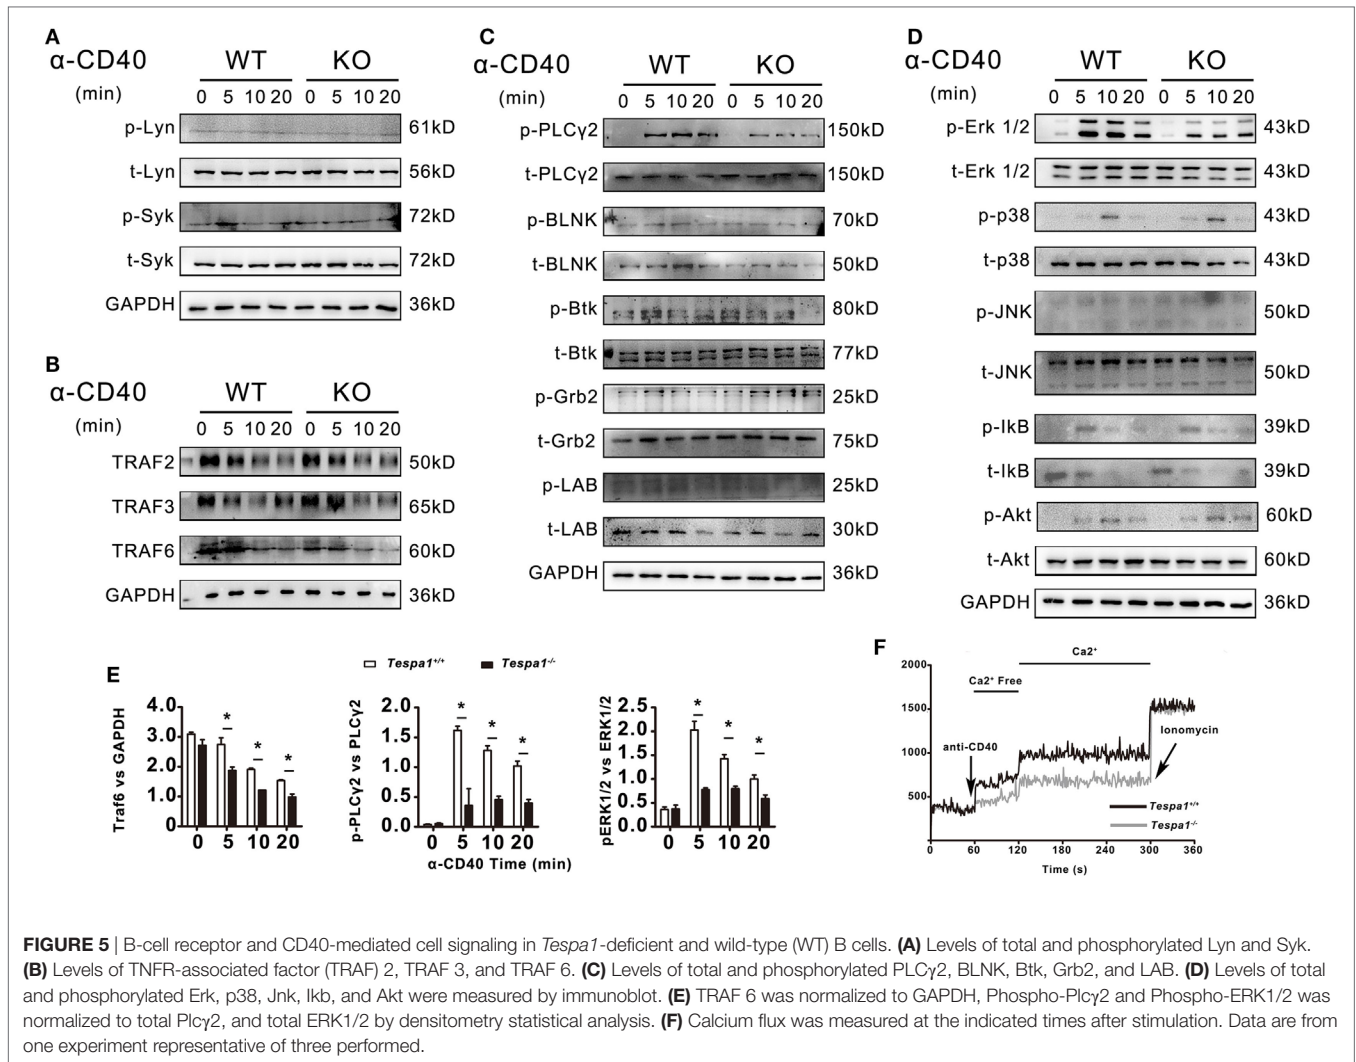 A
α-CD40 WT KO
(min) 0 5 10 20 0 5 10 20
p-Lyn 61kD
t-Lyn 56kD
p-Syk 72kD
t-Syk 72kD
GAPDH 36kD
B
α-CD40 WT KO
(min) 0 5 10 20 0 5 10 20
TRAF2 50kD
TRAF3 65kD
TRAF6 60kD
GAPDH 36kD
C
α-CD40 WT KO
(min) 0 5 10 20 0 5 10 20
p-PLCγ2 150kD
t-PLCγ2 150kD
p-BLNK 70kD
t-BLNK 50kD
p-Btk 80kD
t-Btk 77kD
p-Grb2 25kD
t-Grb2 75kD
p-LAB 25kD
t-LAB 30kD
GAPDH 36kD
D
α-CD40 WT KO
(min) 0 5 10 20 0 5 10 20
p-Erk 1/2 43kD
t-Erk 1/2 43kD
p-p38 43kD
t-p38 43kD
p-JNK 50kD
t-JNK 50kD
p-IkB 39kD
t-IkB 39kD
p-Akt 60kD
t-Akt 60kD
GAPDH 36kD
E
Tespa1+/+ Tespa1-/-
Traf6 vs GAPDH
4.0
3.0
2.0
1.0
0
* * *
0 5 10 20
p-PLCγ2 vs PLCγ2
2.0
1.5
1.0
0.5
0.0
* * *
0 5 10 20
α-CD40 Time (min)
pERK1/2 vs ERK1/2
2.5
2.0
1.5
1.0
0.5
0.0
* * *
0 5 10 20
F
2000
1500
1000
500
Ca2+
Ca2+ Free
anti-CD40
Ionomycin
Tespa1+/+
Tespa1-/-
0 60 120 180 240 300 360
Time (s)
FIGURE 5 | B-cell receptor and CD40-mediated cell signaling in Tespa1-deficient and wild-type (WT) B cells. (A) Levels of total and phosphorylated Lyn and Syk.
(B) Levels of TNFR-associated factor (TRAF) 2, TRAF 3, and TRAF 6. (C) Levels of total and phosphorylated PLCγ2, BLNK, Btk, Grb2, and LAB. (D) Levels of total
and phosphorylated Erk, p38, Jnk, Ikb, and Akt were measured by immunoblot. (E) TRAF 6 was normalized to GAPDH, Phospho-Plcγ2 and Phospho-ERK1/2 was
normalized to total Plcγ2, and total ERK1/2 by densitometry statistical analysis. (F) Calcium flux was measured at the indicated times after stimulation. Data are from
one experiment representative of three performed.